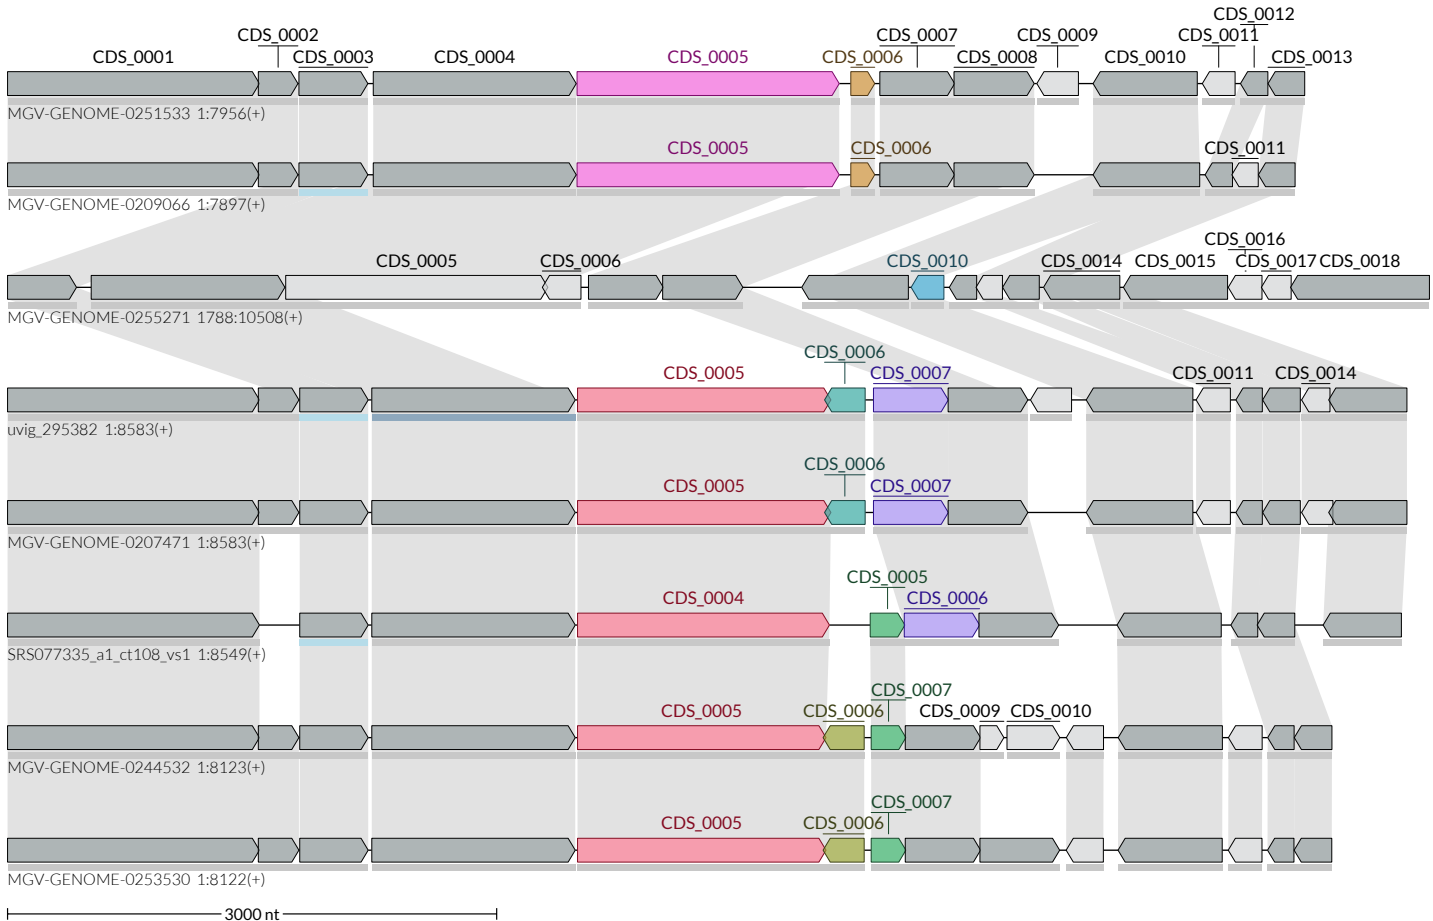 CDS_0012
CDS_0002 CDS_0007 CDS_0009 CDS_0011
CDS_0001 CDS_0003 CDS_0004 CDS_0005 CDS_0006 CDS_0008 CDS_0010 CDS_0013
MGV-GENOME-0251533 1:7956(+)
CDS_0005 CDS_0006 CDS_0011
MGV-GENOME-0209066 1:7897(+)
CDS_0016
CDS_0005 CDS_0006 CDS_0010 CDS_0014 CDS_0015 CDS_0017 CDS_0018
MGV-GENOME-0255271 1788:10508(+)
CDS_0006
CDS_0005 CDS_0007 CDS_0011 CDS_0014
uvig_295382 1:8583(+)
CDS_0006
CDS_0005 CDS_0007
MGV-GENOME-0207471 1:8583(+)
CDS_0005
CDS_0004 CDS_0006
SRS077335_a1_ct108_vs1 1:8549(+)
CDS_0007
CDS_0005 CDS_0006 CDS_0009 CDS_0010
MGV-GENOME-0244532 1:8123(+)
CDS_0007
CDS_0005 CDS_0006
MGV-GENOME-0253530 1:8122(+)
3000 nt